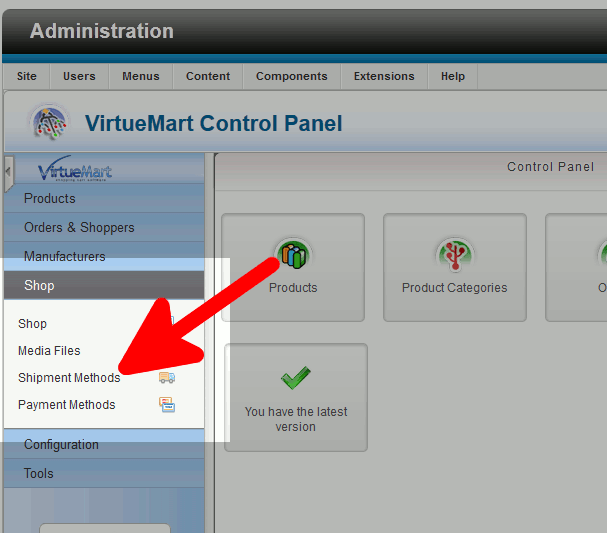 Administration
Site Users Menus Content Components Extensions Help
VirtueMart Control Panel
VirtueMart
Control Panel
Products
Orders & Shoppers
Manufacturers
Shop
Shop
Media Files
Shipment Methods
Payment Methods
Configuration
Tools
Products
Product Categories
O
You have the latest
version